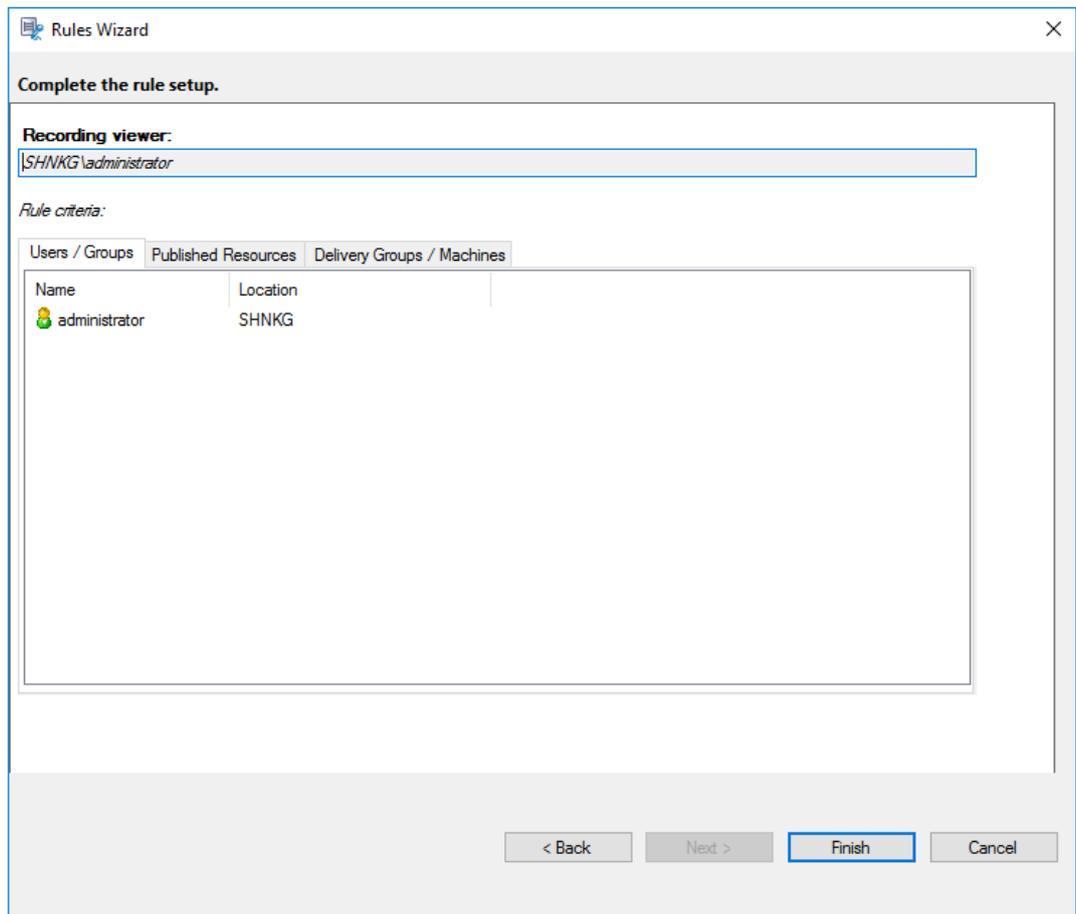 Rules Wizard
Complete the rule setup.
Recording viewer:
SHNKG\administrator
Rule criteria:
Users / Groups Published Resources Delivery Groups / Machines
Name Location
administrator SHNKG
< Back Next > Finish Cancel